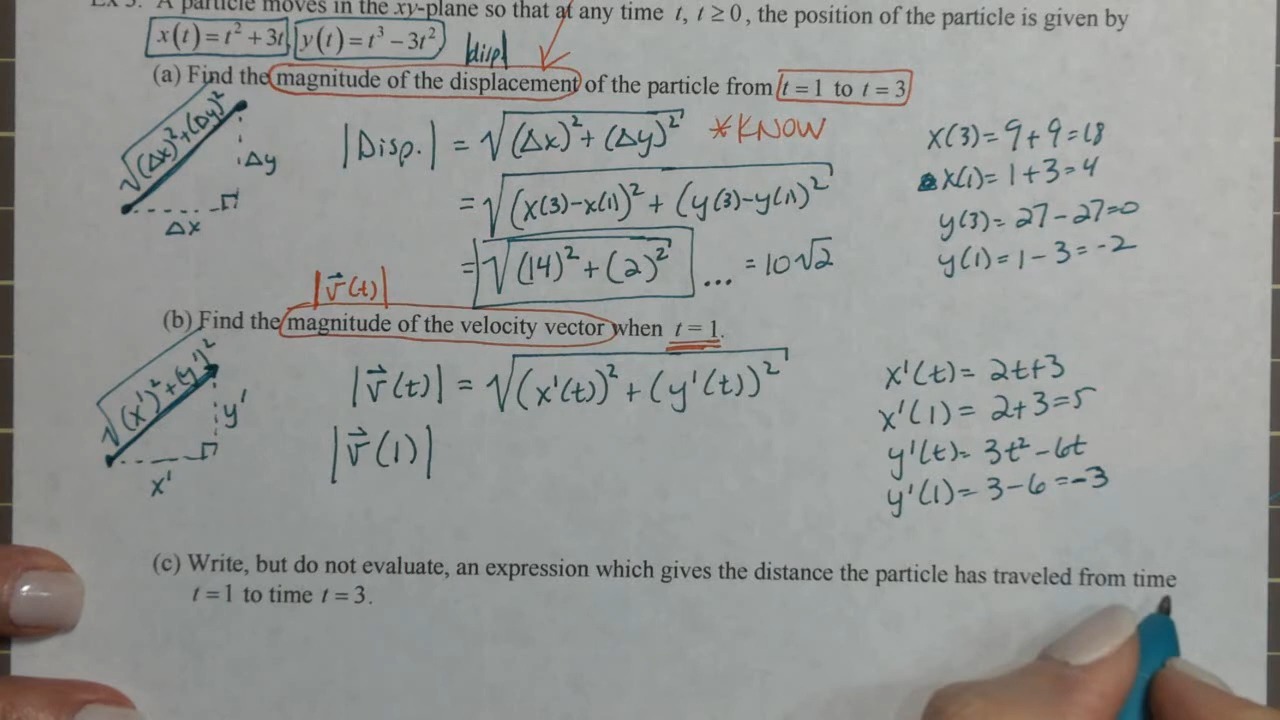 Ex 3. A particle moves in the xy-plane so that at any time t, t ≥ 0, the position of the particle is given by
x(t) = t² + 3t, y(t) = t³ − 3t²
|disp|
(a) Find the magnitude of the displacement of the particle from t = 1 to t = 3
√(Δx)²+(Δy)²
Δy
Δx
|Disp.| = √(Δx)² + (Δy)² *KNOW
= √(x(3)−x(1))² + (y(3)−y(1))²
= √(14)² + (2)² ... = 10√2
x(3) = 9 + 9 = 18
x(1) = 1 + 3 = 4
y(3) = 27 − 27 = 0
y(1) = 1 − 3 = −2
|v⃗(t)|
(b) Find the magnitude of the velocity vector when t = 1.
√(x')²+(y')²
y'
x'
|v⃗(t)| = √(x'(t))² + (y'(t))²
|v⃗(1)|
x'(t) = 2t+3
x'(1) = 2+3 = 5
y'(t) = 3t² − 6t
y'(1) = 3 − 6 = −3
(c) Write, but do not evaluate, an expression which gives the distance the particle has traveled from time
t = 1 to time t = 3.